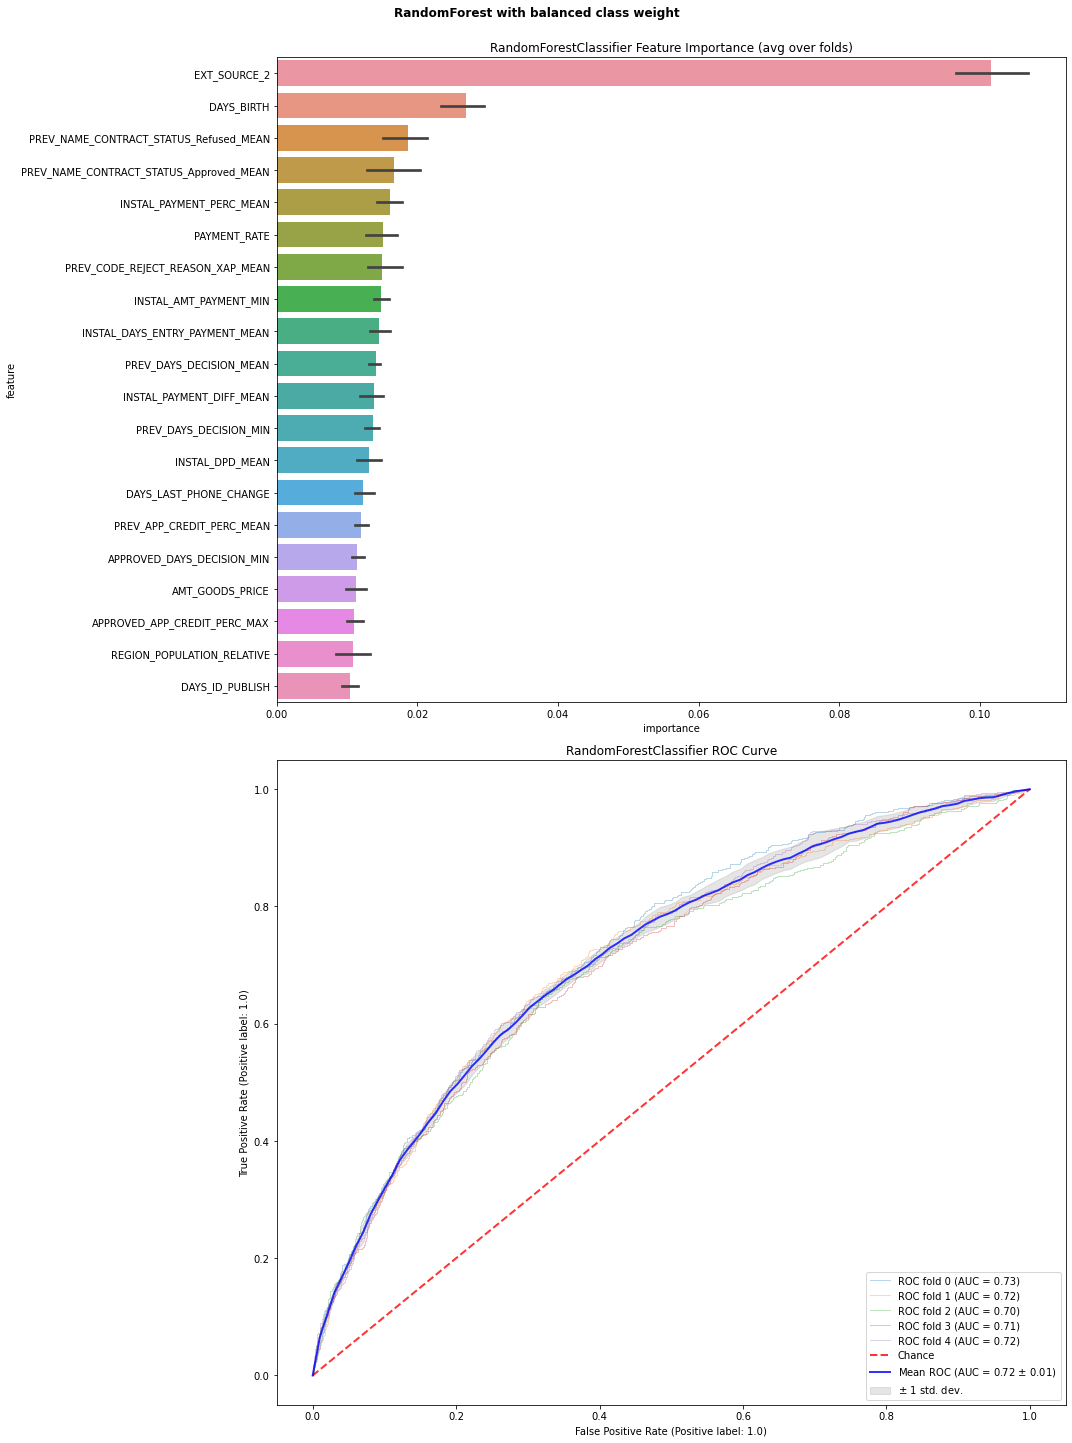 RandomForest with balanced class weight
RandomForestClassifier Feature Importance (avg over folds)
feature
EXT_SOURCE_2
DAYS_BIRTH
PREV_NAME_CONTRACT_STATUS_Refused_MEAN
PREV_NAME_CONTRACT_STATUS_Approved_MEAN
INSTAL_PAYMENT_PERC_MEAN
PAYMENT_RATE
PREV_CODE_REJECT_REASON_XAP_MEAN
INSTAL_AMT_PAYMENT_MIN
INSTAL_DAYS_ENTRY_PAYMENT_MEAN
PREV_DAYS_DECISION_MEAN
INSTAL_PAYMENT_DIFF_MEAN
PREV_DAYS_DECISION_MIN
INSTAL_DPD_MEAN
DAYS_LAST_PHONE_CHANGE
PREV_APP_CREDIT_PERC_MEAN
APPROVED_DAYS_DECISION_MIN
AMT_GOODS_PRICE
APPROVED_APP_CREDIT_PERC_MAX
REGION_POPULATION_RELATIVE
DAYS_ID_PUBLISH
0.00 0.02 0.04 0.06 0.08 0.10
importance
RandomForestClassifier ROC Curve
True Positive Rate (Positive label: 1.0)
1.0
0.8
0.6
0.4
0.2
0.0
ROC fold 0 (AUC = 0.73)
ROC fold 1 (AUC = 0.72)
ROC fold 2 (AUC = 0.70)
ROC fold 3 (AUC = 0.71)
ROC fold 4 (AUC = 0.72)
Chance
Mean ROC (AUC = 0.72 ± 0.01)
± 1 std. dev.
0.0 0.2 0.4 0.6 0.8 1.0
False Positive Rate (Positive label: 1.0)